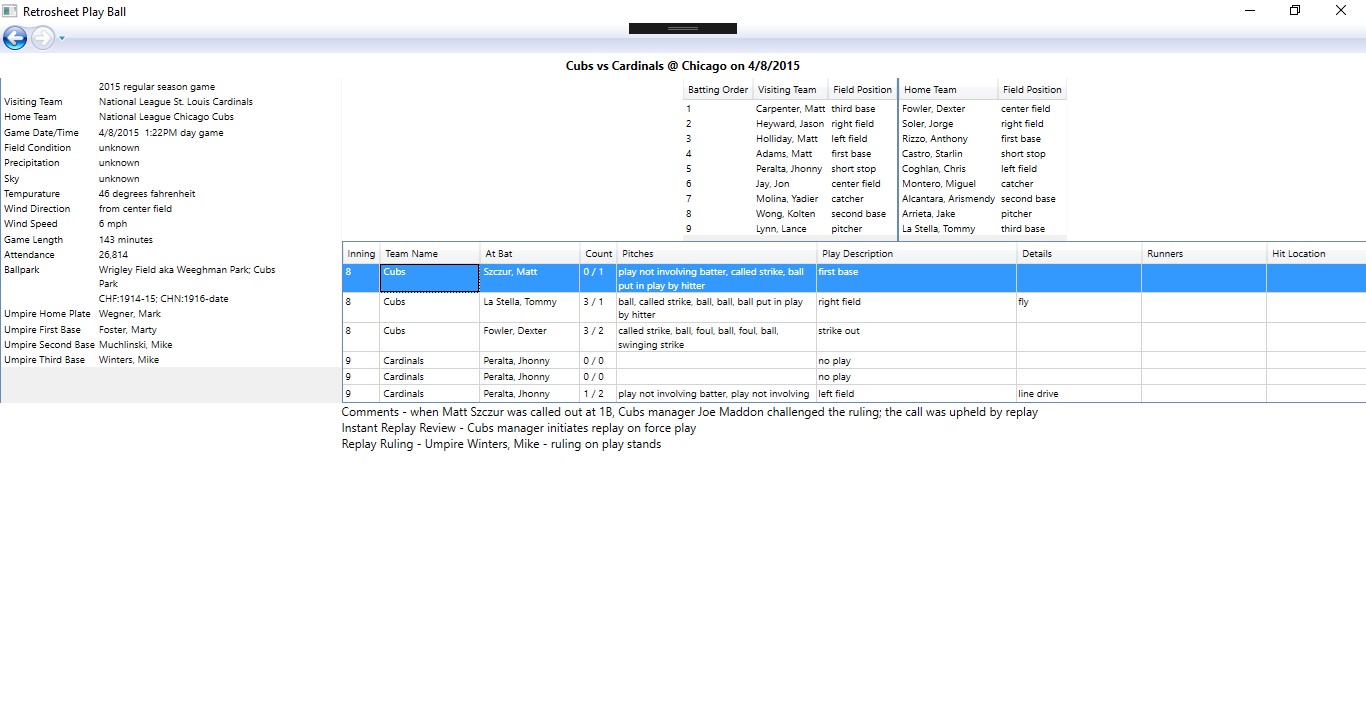 Retrosheet Play Ball
Cubs vs Cardinals @ Chicago on 4/8/2015
2015 regular season game
Visiting Team National League St. Louis Cardinals
Home Team National League Chicago Cubs
Game Date/Time 4/8/2015 1:22PM day game
Field Condition unknown
Precipitation unknown
Sky unknown
Tempurature 46 degrees fahrenheit
Wind Direction from center field
Wind Speed 6 mph
Game Length 143 minutes
Attendance 26,814
Ballpark Wrigley Field aka Weeghman Park; Cubs
Park
CHF:1914-15; CHN:1916-date
Umpire Home Plate Wegner, Mark
Umpire First Base Foster, Marty
Umpire Second Base Muchlinski, Mike
Umpire Third Base Winters, Mike
Batting Order Visiting Team Field Position Home Team Field Position
1 Carpenter, Matt third base Fowler, Dexter center field
2 Heyward, Jason right field Soler, Jorge right field
3 Holliday, Matt left field Rizzo, Anthony first base
4 Adams, Matt first base Castro, Starlin short stop
5 Peralta, Jhonny short stop Coghlan, Chris left field
6 Jay, Jon center field Montero, Miguel catcher
7 Molina, Yadier catcher Alcantara, Arismendy second base
8 Wong, Kolten second base Arrieta, Jake pitcher
9 Lynn, Lance pitcher La Stella, Tommy third base
Inning Team Name At Bat Count Pitches Play Description Details Runners Hit Location
8 Cubs Szczur, Matt 0 / 1 play not involving batter, called strike, ball first base
put in play by hitter
8 Cubs La Stella, Tommy 3 / 1 ball, called strike, ball, ball, ball put in play right field fly
by hitter
8 Cubs Fowler, Dexter 3 / 2 called strike, ball, foul, ball, foul, ball, strike out
swinging strike
9 Cardinals Peralta, Jhonny 0 / 0 no play
9 Cardinals Peralta, Jhonny 0 / 0 no play
9 Cardinals Peralta, Jhonny 1 / 2 play not involving batter, play not involving left field line drive
Comments - when Matt Szczur was called out at 1B, Cubs manager Joe Maddon challenged the ruling; the call was upheld by replay
Instant Replay Review - Cubs manager initiates replay on force play
Replay Ruling - Umpire Winters, Mike - ruling on play stands